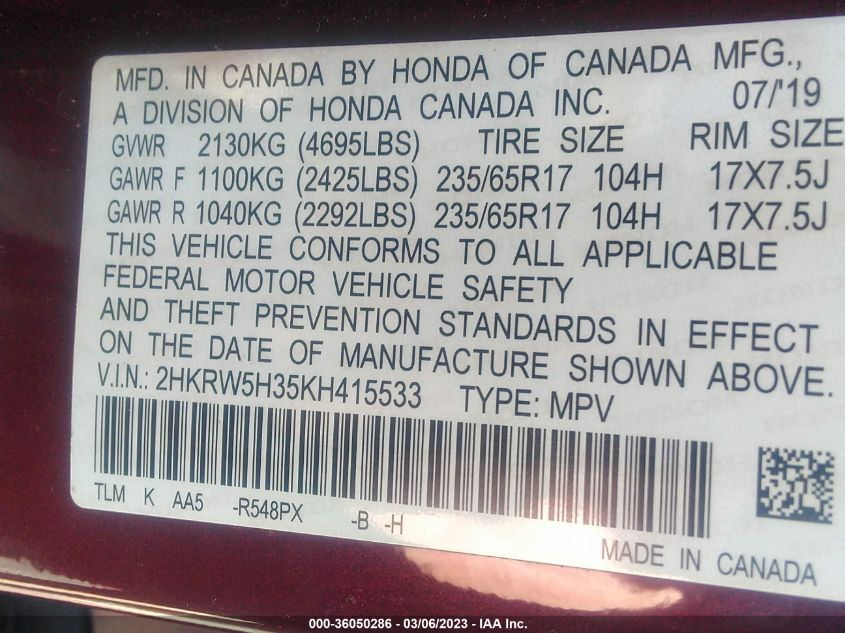 MFD. IN CANADA BY HONDA OF CANADA MFG.,
A DIVISION OF HONDA CANADA INC. 07/'19
GVWR 2130KG (4695LBS) TIRE SIZE RIM SIZE
GAWR F 1100KG (2425LBS) 235/65R17 104H 17X7.5J
GAWR R 1040KG (2292LBS) 235/65R17 104H 17X7.5J
THIS VEHICLE CONFORMS TO ALL APPLICABLE
FEDERAL MOTOR VEHICLE SAFETY
AND THEFT PREVENTION STANDARDS IN EFFECT
ON THE DATE OF MANUFACTURE SHOWN ABOVE.
V.I.N.: 2HKRW5H35KH415533 TYPE: MPV
TLM K AA5 -R548PX -B -H
MADE IN CANADA
000-36050286 - 03/06/2023 - IAA Inc.